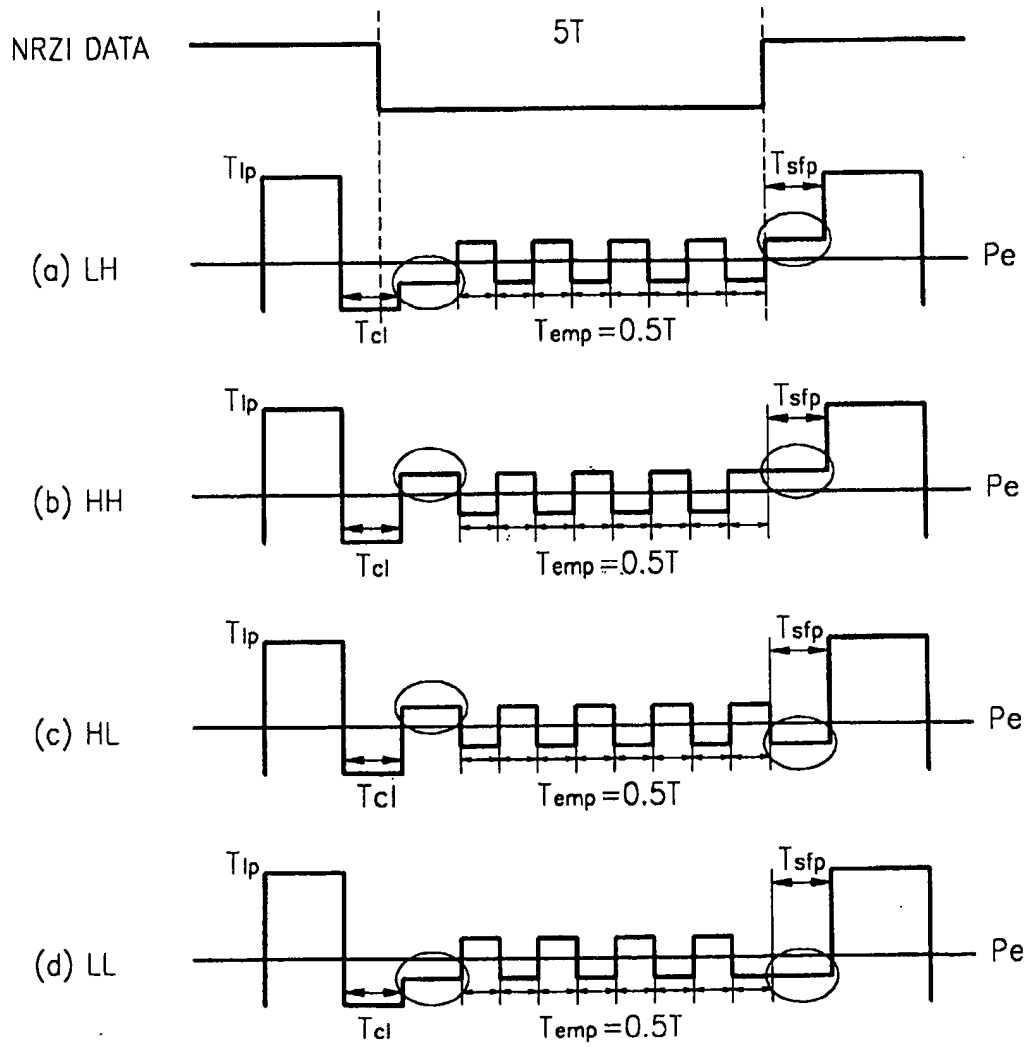 NRZI DATA
5T
Tlp
Tsfp
(a) LH
Pe
Tcl
Temp=0.5T
Tlp
Tsfp
(b) HH
Pe
Tcl
Temp=0.5T
Tlp
Tsfp
(c) HL
Pe
Tcl
Temp=0.5T
Tlp
Tsfp
(d) LL
Pe
Tcl
Temp=0.5T